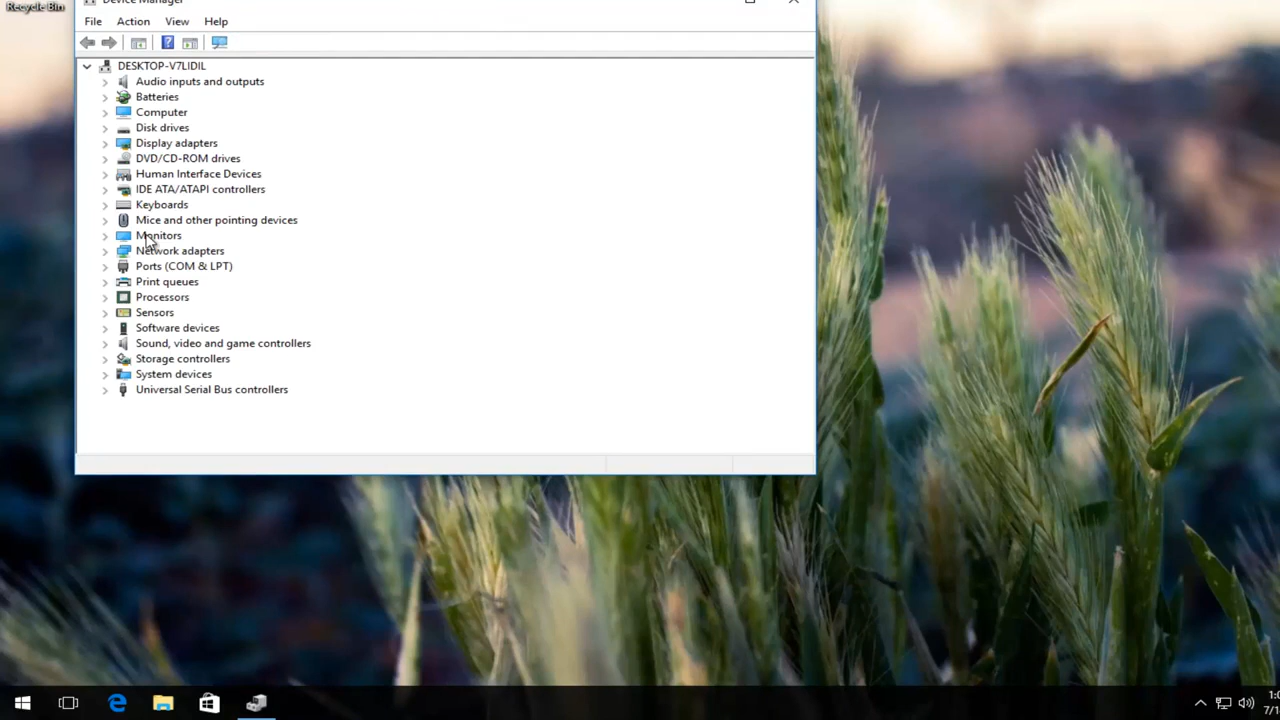 Recycle Bin
Device Manager
File Action View Help
DESKTOP-V7LIDIL
Audio inputs and outputs
Batteries
Computer
Disk drives
Display adapters
DVD/CD-ROM drives
Human Interface Devices
IDE ATA/ATAPI controllers
Keyboards
Mice and other pointing devices
Monitors
Network adapters
Ports (COM & LPT)
Print queues
Processors
Sensors
Software devices
Sound, video and game controllers
Storage controllers
System devices
Universal Serial Bus controllers